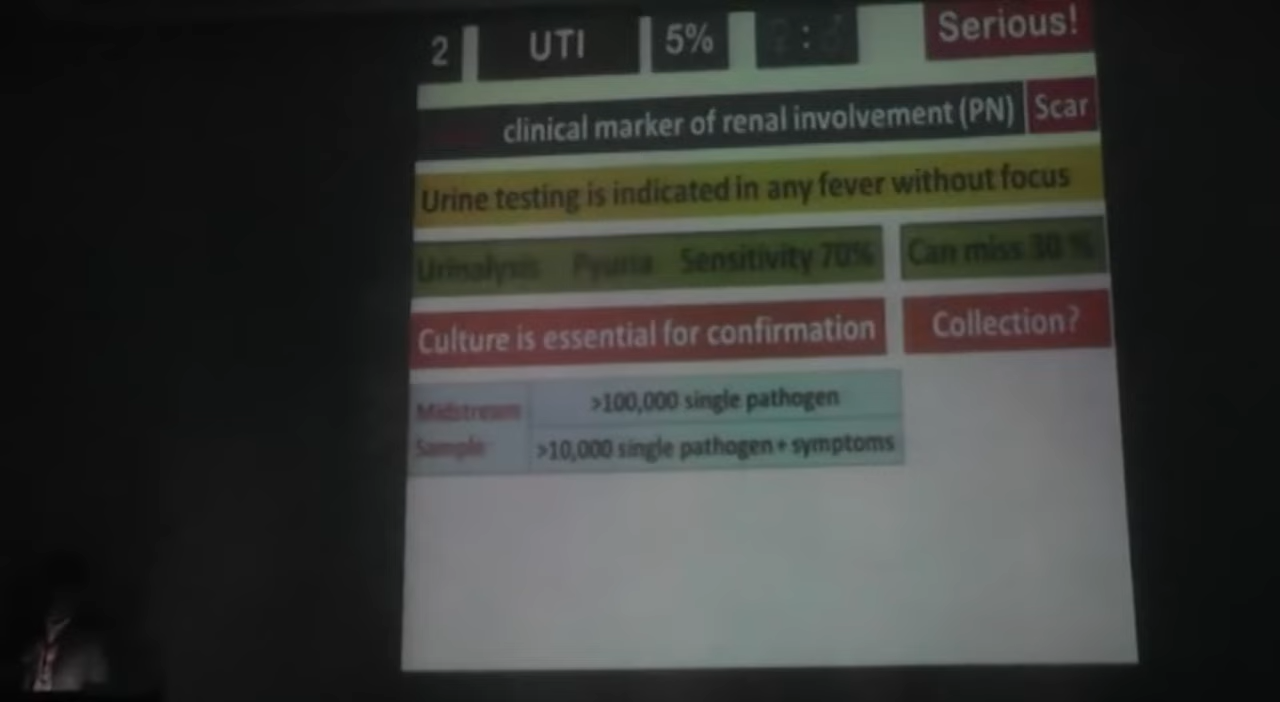 2 UTI 5% : Serious!
clinical marker of renal involvement (PN) Scar
Urine testing is indicated in any fever without focus
Urinalysis Pyuria Sensitivity 70% Can miss 30 %
Culture is essential for confirmation Collection?
Midstream >100,000 single pathogen
Sample >10,000 single pathogen + symptoms